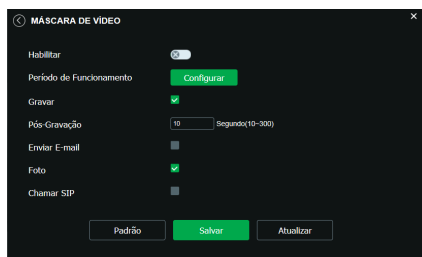 MÁSCARA DE VÍDEO
Habilitar
Período de Funcionamento Configurar
Gravar
Pós-Gravação 10 Segundo(10~300)
Enviar E-mail
Foto
Chamar SIP
Padrão Salvar Atualizar